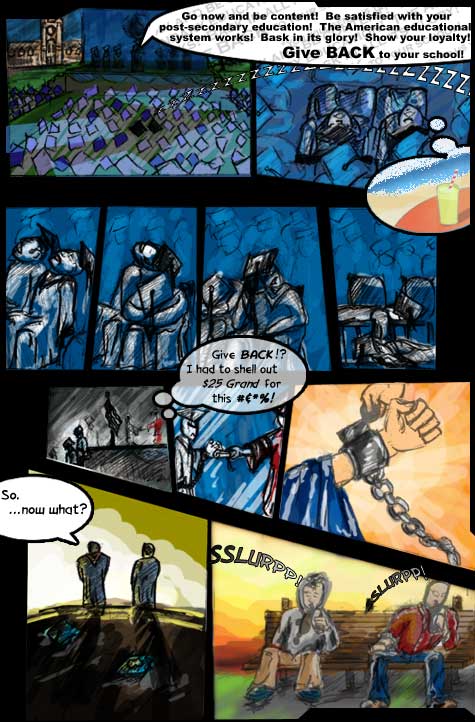 Go now and be content!  Be satisfied with your
post-secondary education!  The American educational
system works!  Bask in its glory!  Show your loyalty!
Give BACK to your school!
ZZZZZZZZZZZZZZZZ
Give BACK!?
I had to shell out
$25 Grand for
this #¢*%!
So.
...now what?
SSLURPP!
SLURPP!